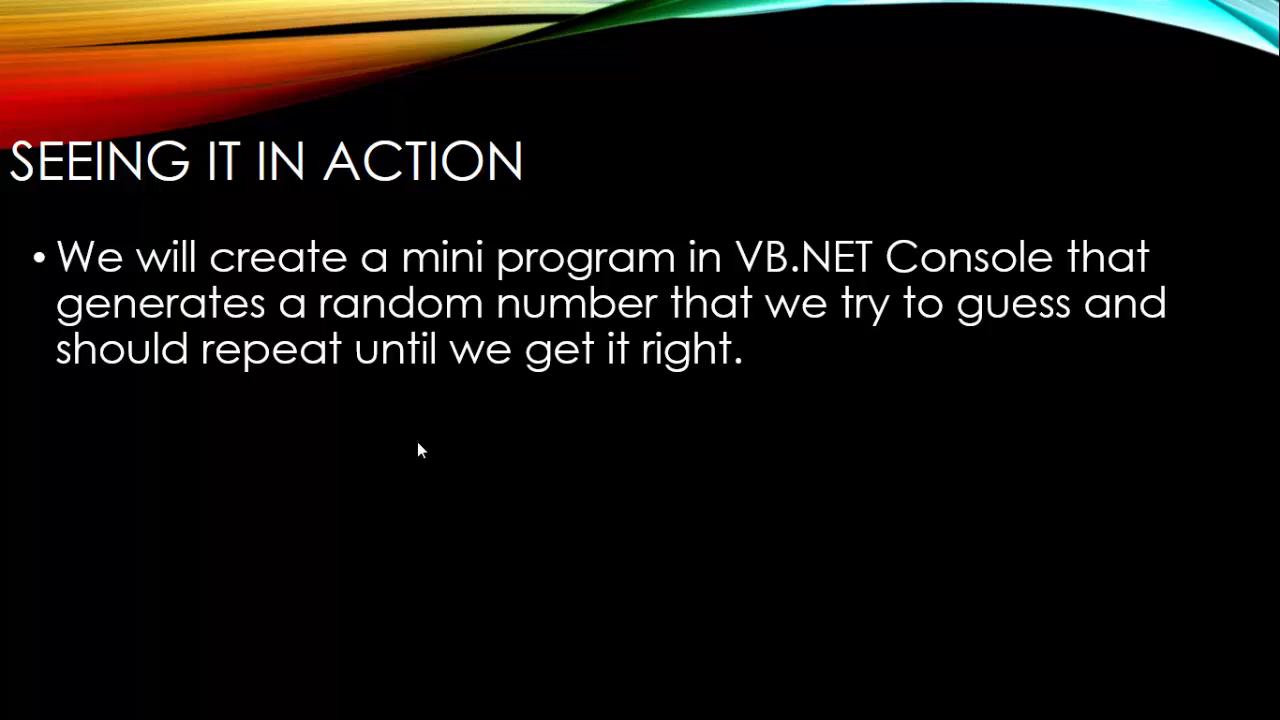 SEEING IT IN ACTION
• We will create a mini program in VB.NET Console that
generates a random number that we try to guess and
should repeat until we get it right.